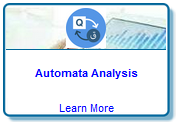 Q
ق
Automata Analysis
Learn More